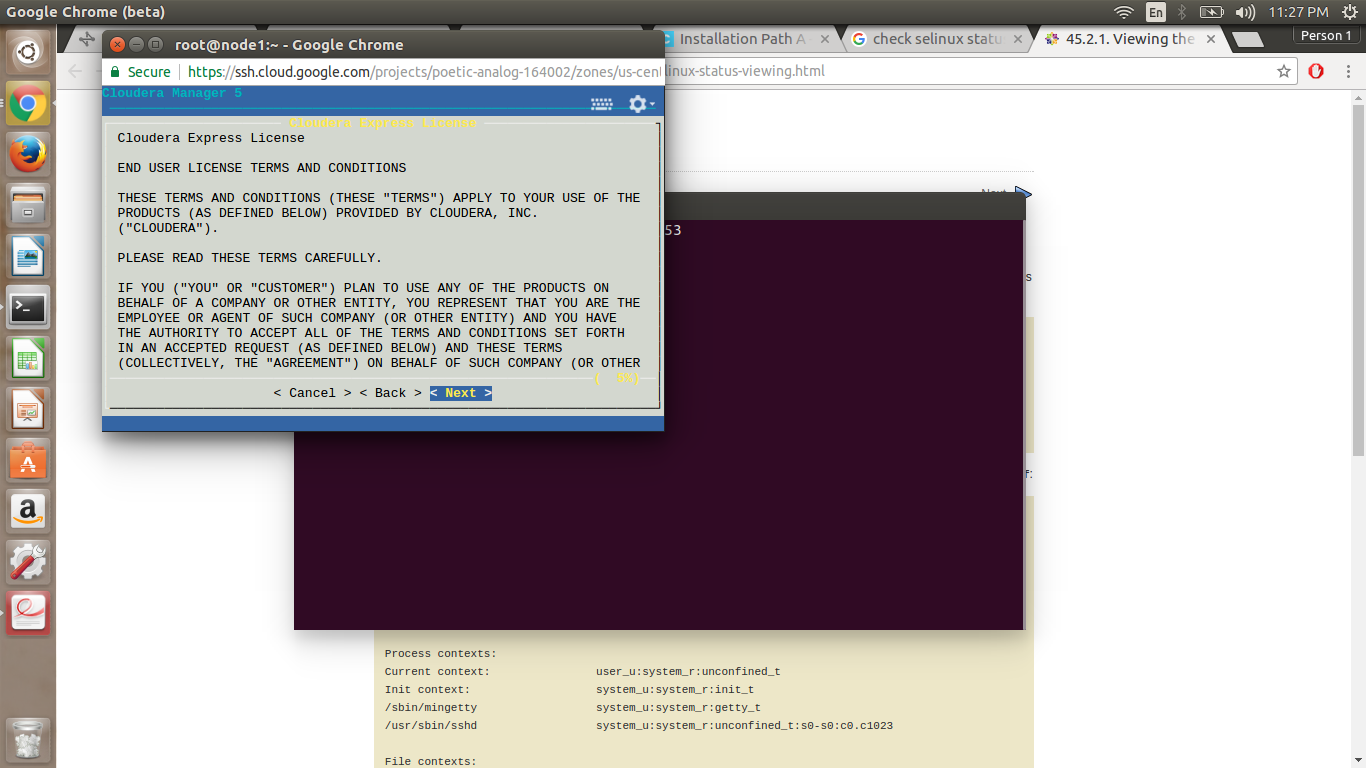 Google Chrome (beta)
En
11:27 PM
root@node1:~ - Google Chrome
Installation Path A
check selinux statu
45.2.1. Viewing the
Person 1
Secure
https://ssh.cloud.google.com/projects/poetic-analog-164002/zones/us-cen
linux-status-viewing.html
Cloudera Manager 5
Cloudera Express License
Cloudera Express License
END USER LICENSE TERMS AND CONDITIONS
THESE TERMS AND CONDITIONS (THESE "TERMS") APPLY TO YOUR USE OF THE
PRODUCTS (AS DEFINED BELOW) PROVIDED BY CLOUDERA, INC.
("CLOUDERA").
PLEASE READ THESE TERMS CAREFULLY.
IF YOU ("YOU" OR "CUSTOMER") PLAN TO USE ANY OF THE PRODUCTS ON
BEHALF OF A COMPANY OR OTHER ENTITY, YOU REPRESENT THAT YOU ARE THE
EMPLOYEE OR AGENT OF SUCH COMPANY (OR OTHER ENTITY) AND YOU HAVE
THE AUTHORITY TO ACCEPT ALL OF THE TERMS AND CONDITIONS SET FORTH
IN AN ACCEPTED REQUEST (AS DEFINED BELOW) AND THESE TERMS
(COLLECTIVELY, THE "AGREEMENT") ON BEHALF OF SUCH COMPANY (OR OTHER
( 5%)
< Cancel > < Back > < Next >
Next
53
s
f:
Process contexts:
Current context: user_u:system_r:unconfined_t
Init context: system_u:system_r:init_t
/sbin/mingetty system_u:system_r:getty_t
/usr/sbin/sshd system_u:system_r:unconfined_t:s0-s0:c0.c1023
File contexts: